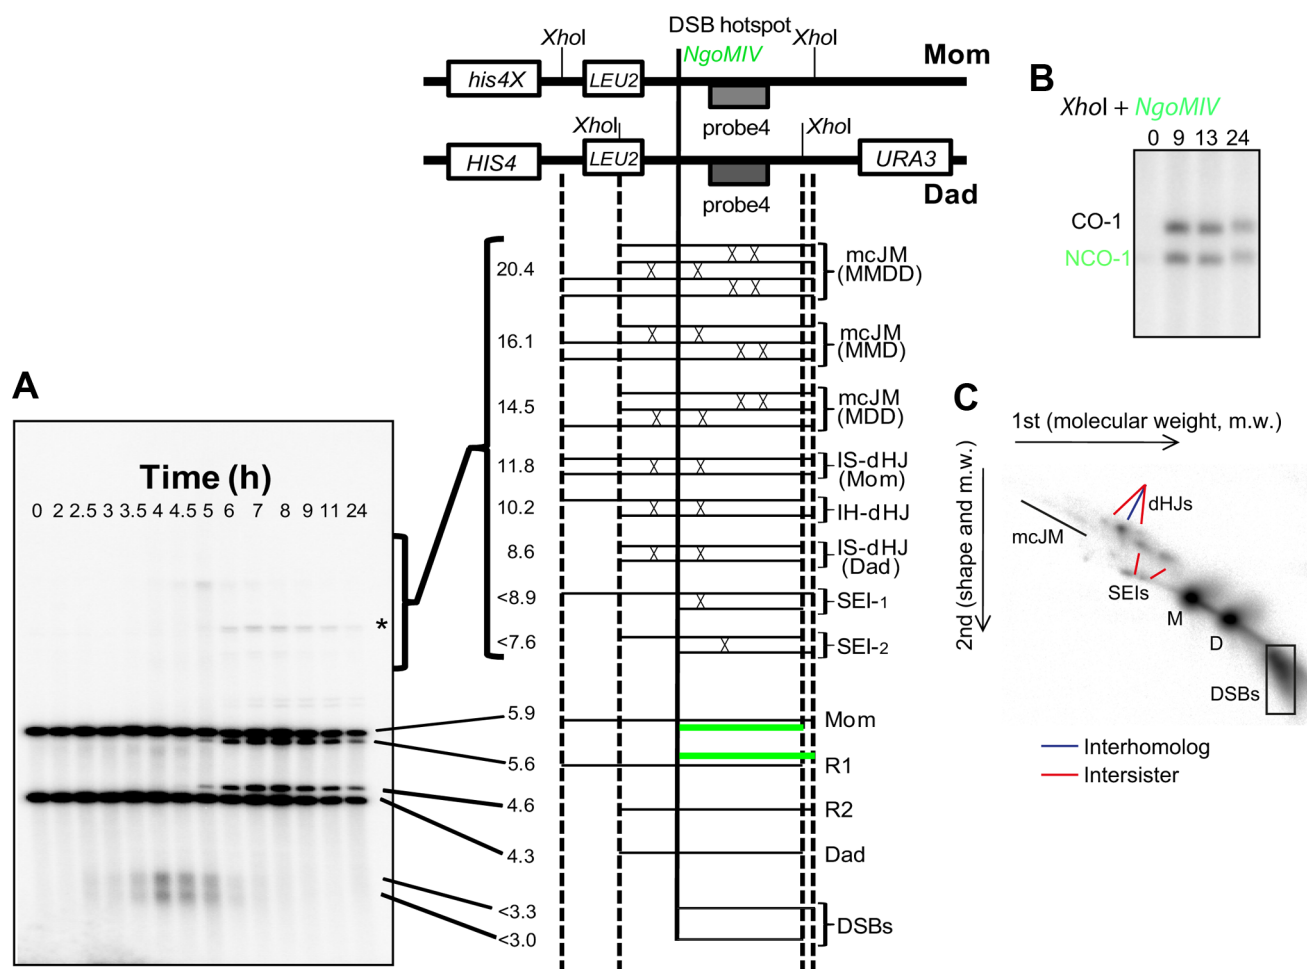 DSB hotspot
XhoI
NgoMIV
XhoI
Mom
his4X
LEU2
probe4
XhoI
XhoI
HIS4
LEU2
URA3
Dad
probe4
B
XhoI + NgoMIV
0 9 13 24
CO-1
NCO-1
A
Time (h)
0 2 2.5 3 3.5 4 4.5 5 6 7 8 9 11 24
*
20.4
mcJM
(MMDD)
16.1
mcJM
(MMD)
14.5
mcJM
(MDD)
11.8
IS-dHJ
(Mom)
10.2
IH-dHJ
8.6
IS-dHJ
(Dad)
<8.9
SEI-1
<7.6
SEI-2
5.9
Mom
5.6
R1
4.6
R2
4.3
Dad
<3.3
<3.0
DSBs
C
1st (molecular weight, m.w.)
2nd (shape and m.w.)
dHJs
mcJM
SEIs
M
D
DSBs
Interhomolog
Intersister